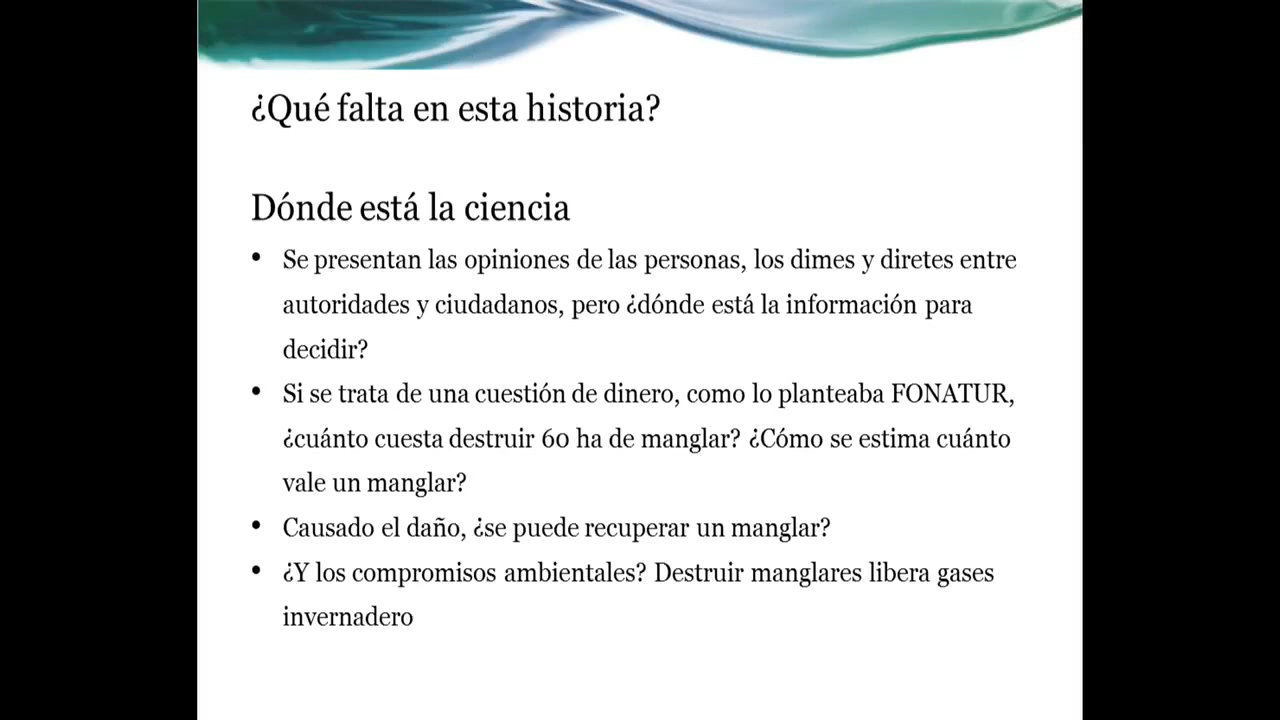 ¿Qué falta en esta historia?
Dónde está la ciencia
• Se presentan las opiniones de las personas, los dimes y diretes entre
autoridades y ciudadanos, pero ¿dónde está la información para
decidir?
• Si se trata de una cuestión de dinero, como lo planteaba FONATUR,
¿cuánto cuesta destruir 60 ha de manglar? ¿Cómo se estima cuánto
vale un manglar?
• Causado el daño, ¿se puede recuperar un manglar?
• ¿Y los compromisos ambientales? Destruir manglares libera gases
invernadero